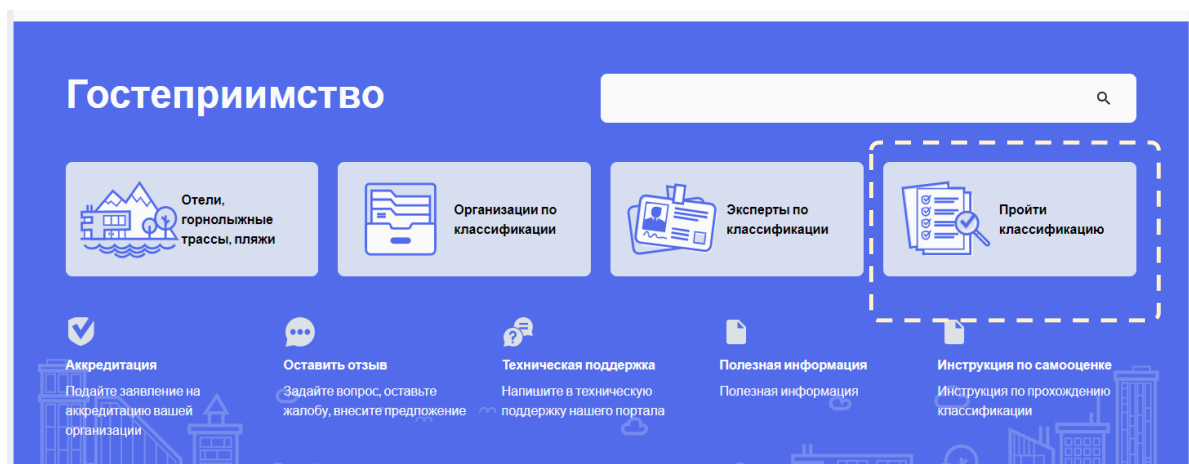 Гостеприимство
Отели,
горнолыжные
трассы, пляжи
Организации по
классификации
Эксперты по
классификации
Пройти
классификацию
Аккредитация
Подайте заявление на
аккредитацию вашей
организации
Оставить отзыв
Задайте вопрос, оставьте
жалобу, внесите предложение
Техническая поддержка
Напишите в техническую
поддержку нашего портала
Полезная информация
Полезная информация
Инструкция по самооценке
Инструкция по прохождению
классификации